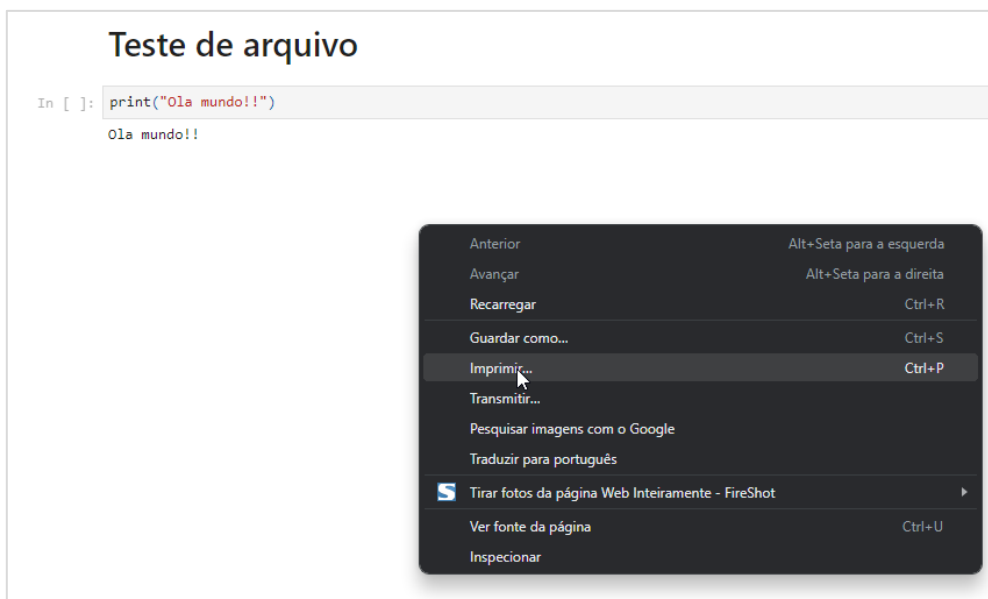 Teste de arquivo
In [ ]: print("Ola mundo!!")
Ola mundo!!
Anterior Alt+Seta para a esquerda
Avançar Alt+Seta para a direita
Recarregar Ctrl+R
Guardar como... Ctrl+S
Imprimir... Ctrl+P
Transmitir...
Pesquisar imagens com o Google
Traduzir para português
Tirar fotos da página Web Inteiramente - FireShot
Ver fonte da página Ctrl+U
Inspecionar